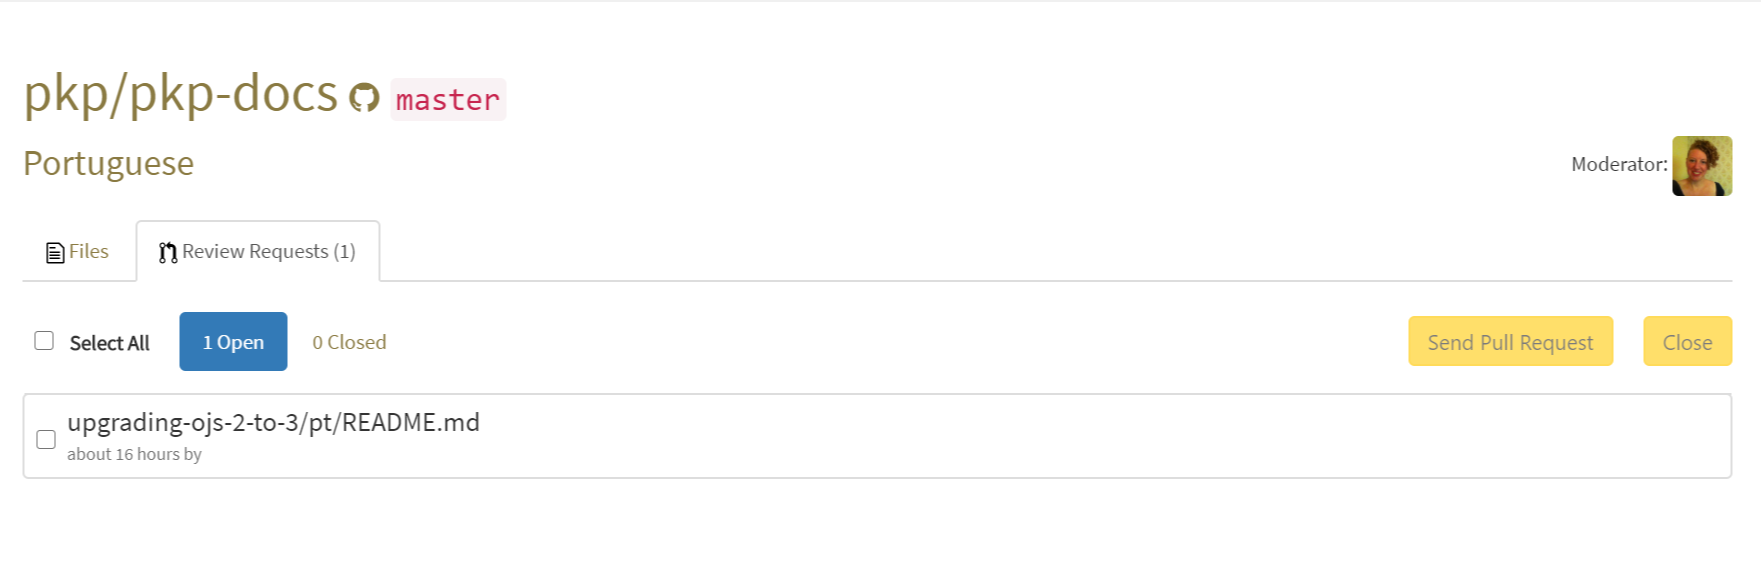 pkp/pkp-docs master
Portuguese
Moderator:
Files
Review Requests (1)
Select All
1 Open
0 Closed
Send Pull Request
Close
upgrading-ojs-2-to-3/pt/README.md
about 16 hours by